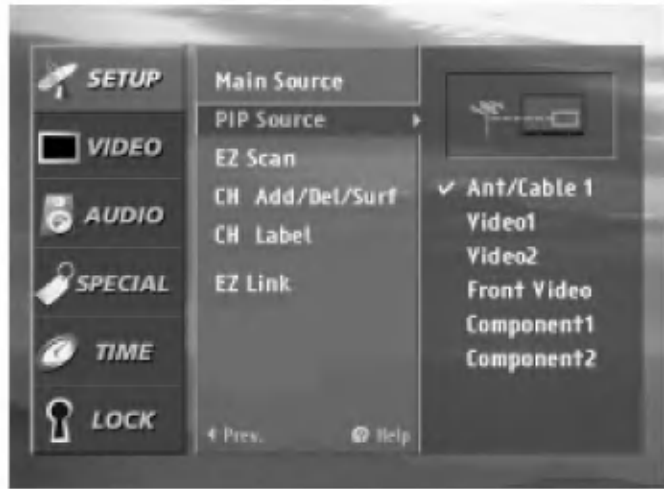 SETUP
VIDEO
AUDIO
SPECIAL
TIME
LOCK
Main Source
PIP Source
EZ Scan
CH Add/Del/Surf
CH Label
EZ Link
Prev.
Help
✓ Ant/Cable 1
Video1
Video2
Front Video
Component1
Component2